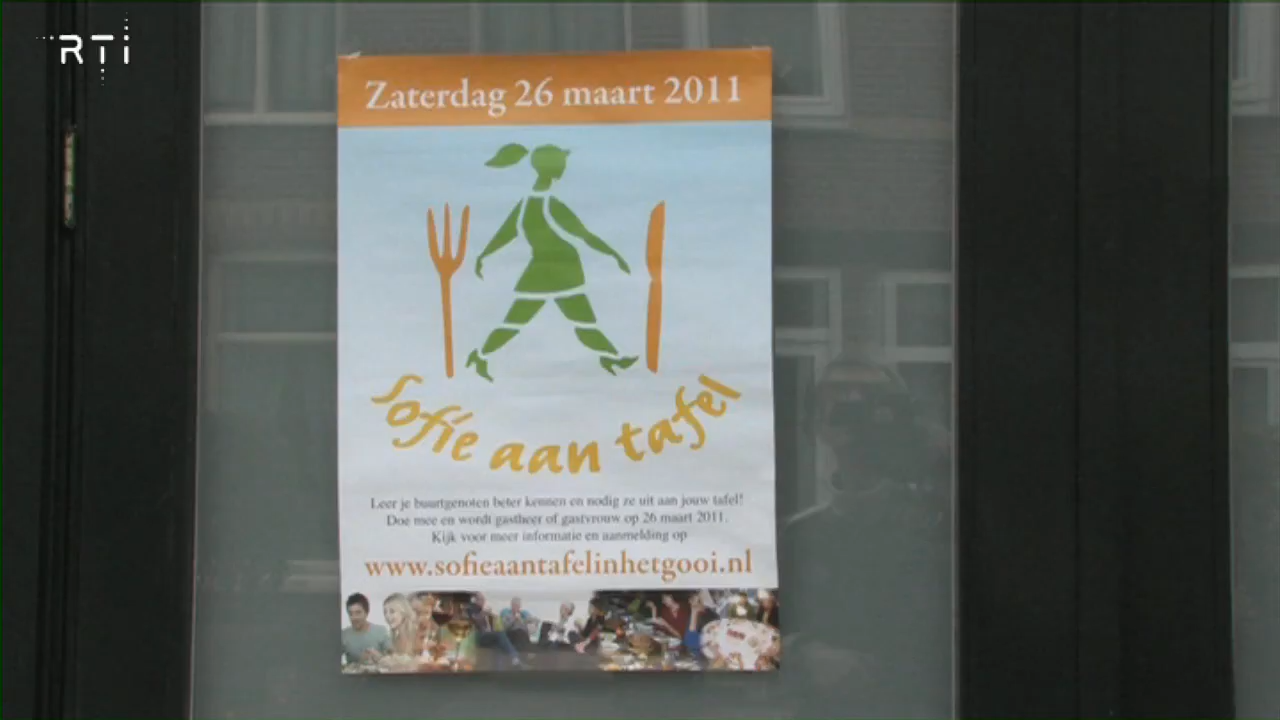 RTi
Zaterdag 26 maart 2011
Sofie aan tafel
Leer je buurtgenoten beter kennen en nodig ze uit aan jouw tafel!
Doe mee en wordt gastheer of gastvrouw op 26 maart 2011.
Kijk voor meer informatie en aanmelding op
www.sofieaantafelinhetgooi.nl